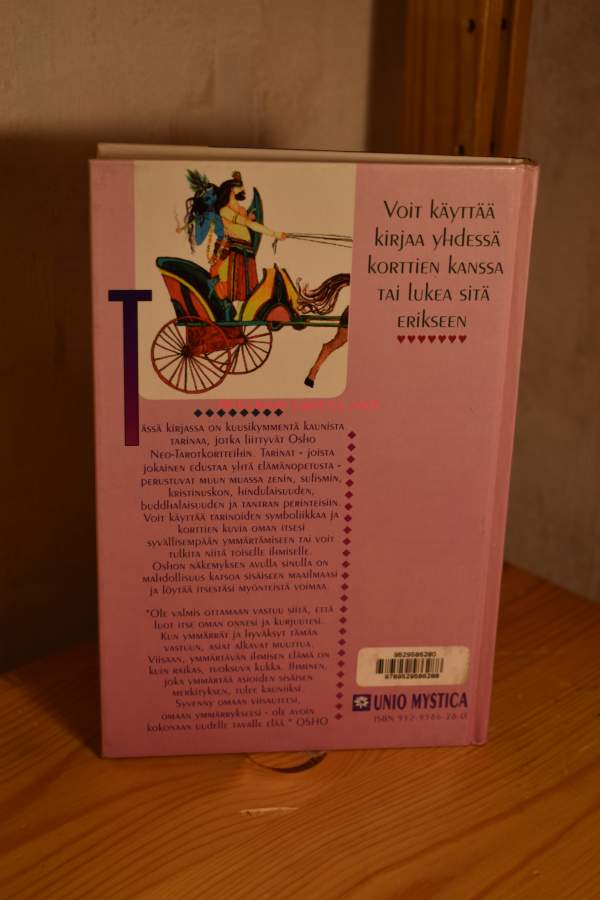 VOIT KÄYTTÄÄ
KIRJAA YHDESSÄ
KORTTIEN KANSSA
TAI LUKEA SITÄ
ERIKSEEN
TÄSSÄ KIRJASSA ON KUUSIKYMMENTÄ KAUNISTA
TARINAA, JOTKA LIITTYVÄT OSHO
NEO-TAROTKORTTEIHIN. TARINAT - JOISTA
JOKAINEN EDUSTAA YHTÄ ELÄMÄNOPETUSTA -
PERUSTUVAT MUUN MUASSA ZENIN, SUFISMIN,
KRISTINUSKON, HINDULAISUUDEN,
BUDDHALAISUUDEN JA TANTRAN PERINTEISIIN.
VOIT KÄYTTÄÄ TARINOIDEN SYMBOLIIKKAA JA
KORTTIEN KUVIA OMAN ITSESI
SYVÄLLISEMPÄÄN YMMÄRTÄMISEEN TAI VOIT
TULKITA NIITÄ TOISELLE IHMISELLE.
OSHON NÄKEMYKSEN AVULLA SINULLA ON
MAHDOLLISUUS KATSOA SISÄISEEN MAAILMAASI
JA LÖYTÄÄ ITSESTÄSI MYÖNTEISTÄ VOIMAA.
"OLE VALMIS OTTAMAAN VASTUU SIITÄ, ETTÄ
LUOT ITSE OMAN ONNESI JA KURJUUTESI.
KUN YMMÄRRÄT JA HYVÄKSYT TÄMÄN
VASTUUN, ASIAT ALKAVAT MUUTTUA.
VIISAAN, YMMÄRTÄVÄN IHMISEN ELÄMÄ ON
KUIN RAIKAS, TUOKSUVA KUKKA. IHMINEN,
JOKA YMMÄRTÄÄ ASIOIDEN SISÄISEN
MERKITYKSEN, TULEE KAUNIIKSI.
SYVENNY OMAAN VIISAUTEESI,
OMAAN YMMÄRRYKSEESI - OLE AVOIN
KOKONAAN UUDELLE TAVALLE ELÄÄ." OSHO
9529586280
9789529586288
UNIO MYSTICA
ISBN 952-9586-28-0